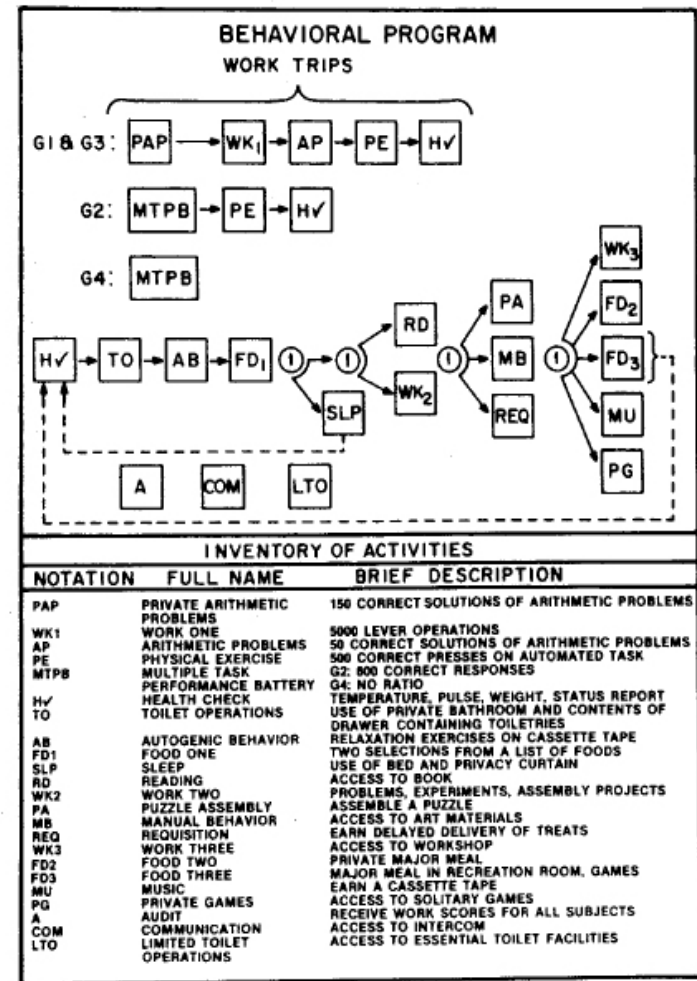 BEHAVIORAL PROGRAM
WORK TRIPS
G1 & G3: PAP WK1 AP PE H✓
G2: MTPB PE H✓
G4: MTPB
WK3
PA FD2
RD
H✓ TO AB FD1 1 1 1 MB 1 FD3
WK2
SLP REQ MU
PG
A COM LTO
INVENTORY OF ACTIVITIES
NOTATION FULL NAME BRIEF DESCRIPTION
PAP PRIVATE ARITHMETIC 150 CORRECT SOLUTIONS OF ARITHMETIC PROBLEMS
PROBLEMS
WK1 WORK ONE 5000 LEVER OPERATIONS
AP ARITHMETIC PROBLEMS 50 CORRECT SOLUTIONS OF ARITHMETIC PROBLEMS
PE PHYSICAL EXERCISE 500 CORRECT PRESSES ON AUTOMATED TASK
MTPB MULTIPLE TASK G2: 800 CORRECT RESPONSES
PERFORMANCE BATTERY G4: NO RATIO
H✓ HEALTH CHECK TEMPERATURE, PULSE, WEIGHT, STATUS REPORT
TO TOILET OPERATIONS USE OF PRIVATE BATHROOM AND CONTENTS OF
DRAWER CONTAINING TOILETRIES
AB AUTOGENIC BEHAVIOR RELAXATION EXERCISES ON CASSETTE TAPE
FD1 FOOD ONE TWO SELECTIONS FROM A LIST OF FOODS
SLP SLEEP USE OF BED AND PRIVACY CURTAIN
RD READING ACCESS TO BOOK
WK2 WORK TWO PROBLEMS, EXPERIMENTS, ASSEMBLY PROJECTS
PA PUZZLE ASSEMBLY ASSEMBLE A PUZZLE
MB MANUAL BEHAVIOR ACCESS TO ART MATERIALS
REQ REQUISITION EARN DELAYED DELIVERY OF TREATS
WK3 WORK THREE ACCESS TO WORKSHOP
FD2 FOOD TWO PRIVATE MAJOR MEAL
FD3 FOOD THREE MAJOR MEAL IN RECREATION ROOM, GAMES
MU MUSIC EARN A CASSETTE TAPE
PG PRIVATE GAMES ACCESS TO SOLITARY GAMES
A AUDIT RECEIVE WORK SCORES FOR ALL SUBJECTS
COM COMMUNICATION ACCESS TO INTERCOM
LTO LIMITED TOILET ACCESS TO ESSENTIAL TOILET FACILITIES
OPERATIONS